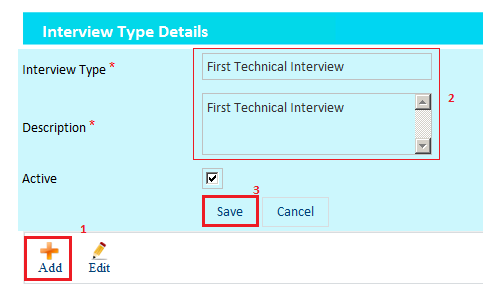 Interview Type Details
Interview Type * First Technical Interview
Description * First Technical Interview
2
Active
3
Save Cancel
1
Add Edit